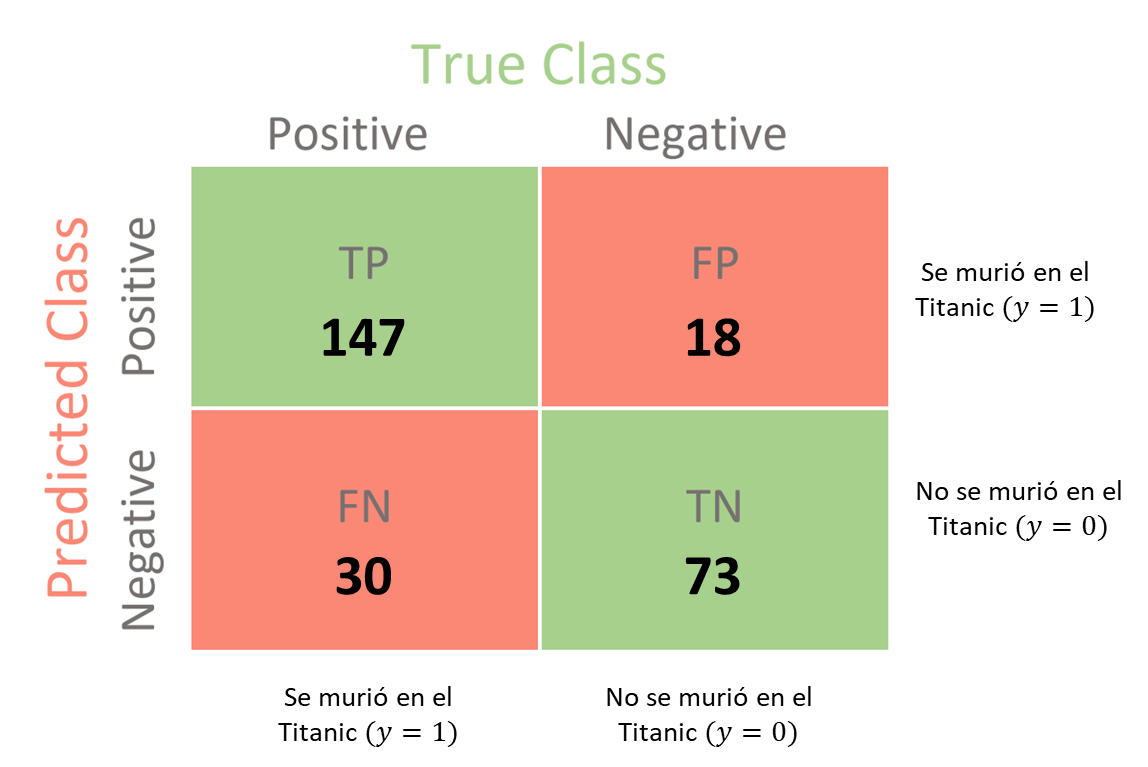 True Class
Positive
Negative
Predicted Class
Positive
TP
147
FP
18
Se murió en el
Titanic (y = 1)
Negative
FN
30
TN
73
No se murió en el
Titanic (y = 0)
Se murió en el
Titanic (y = 1)
No se murió en el
Titanic (y = 0)